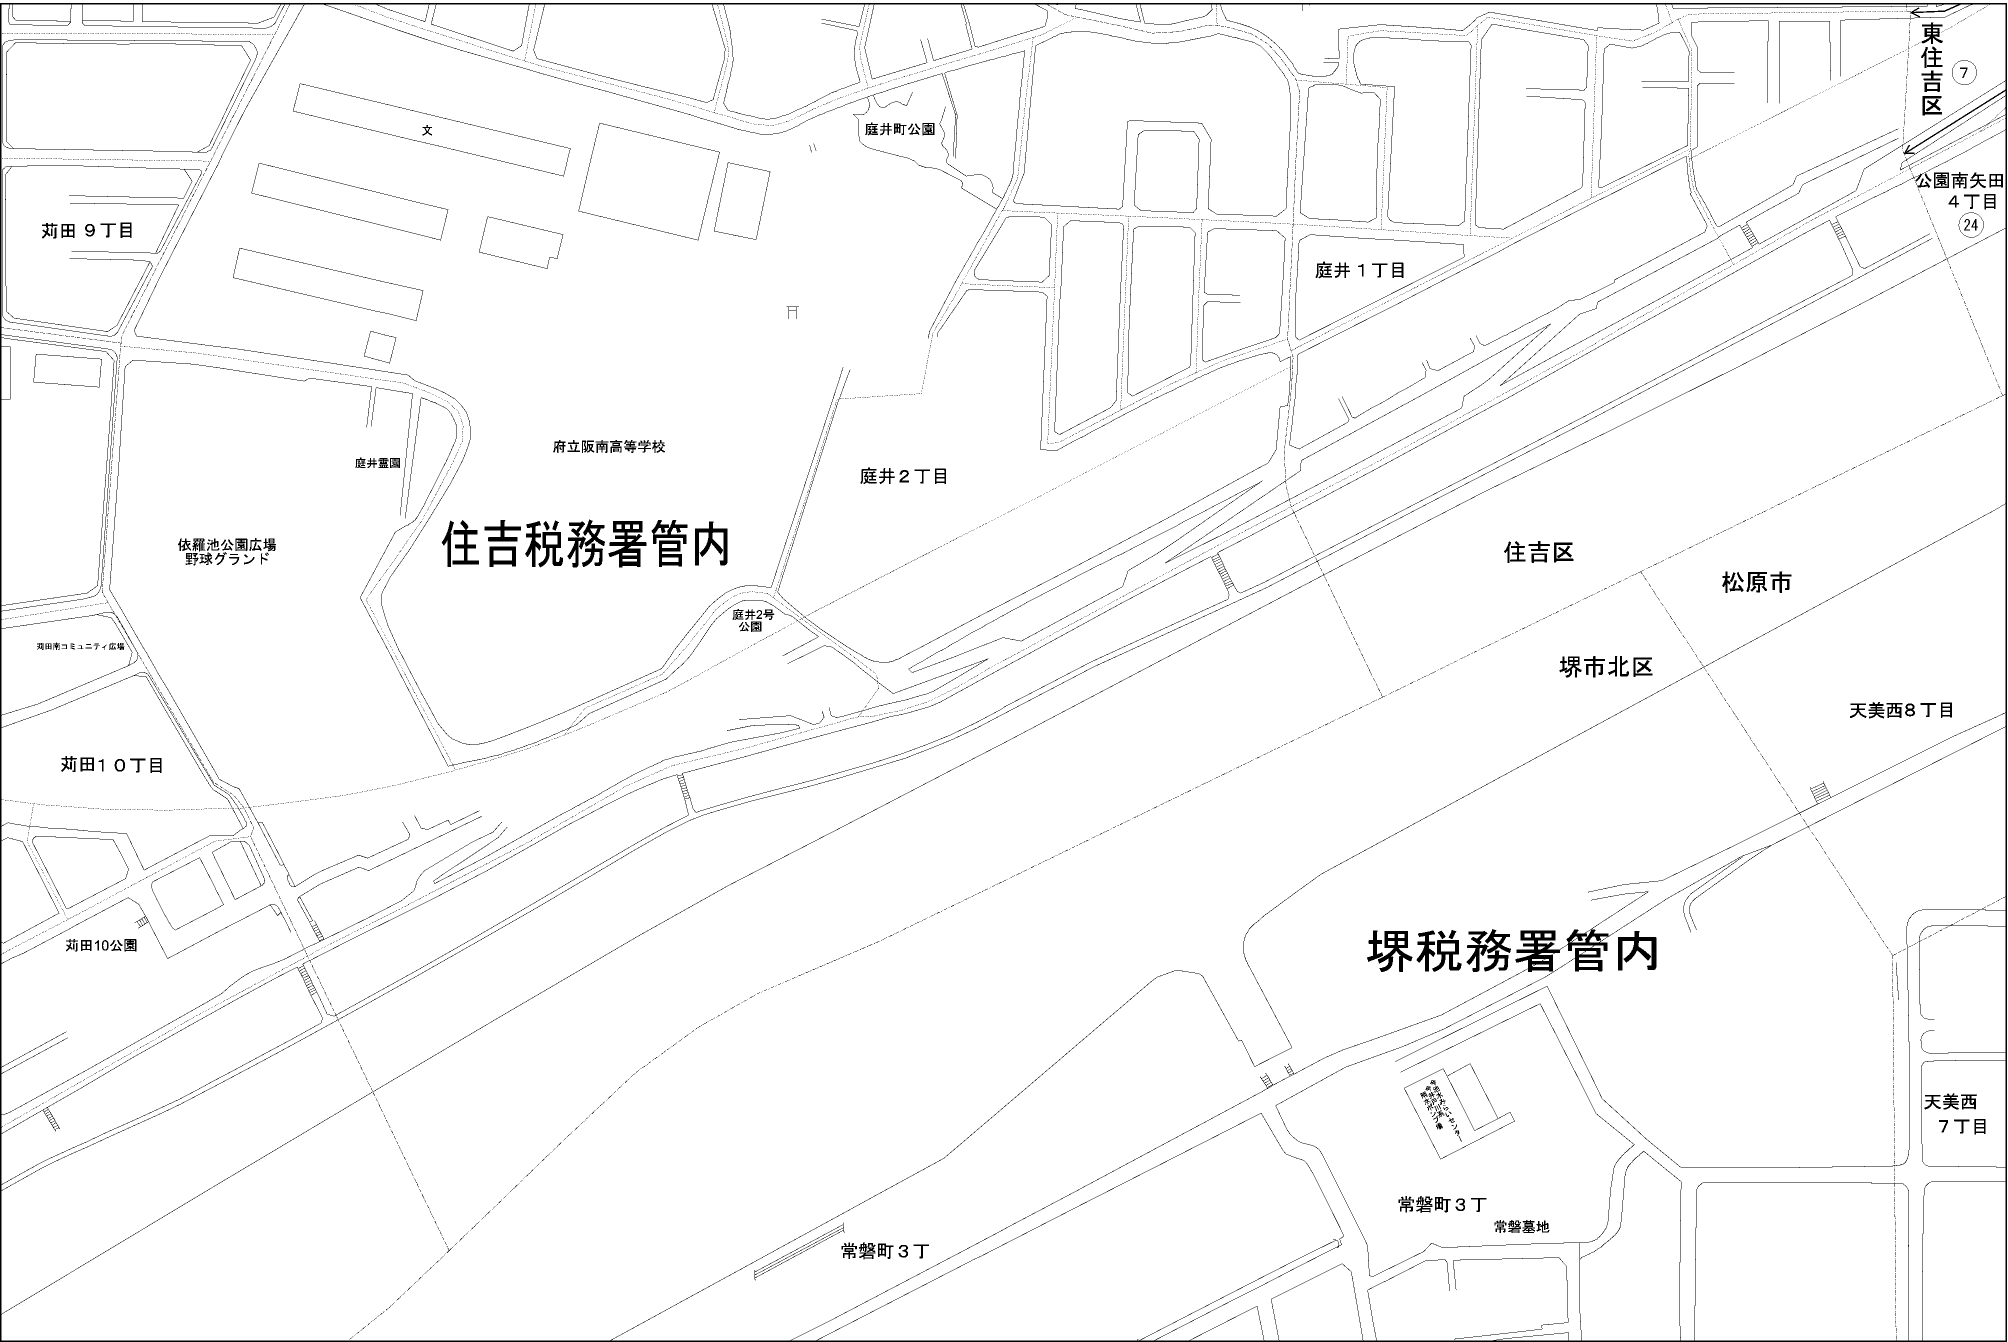 東住吉区
7
文
庭井町公園
公園南矢田
４丁目
24
苅田９丁目
庭井１丁目
府立阪南高等学校
庭井霊園
庭井２丁目
住吉税務署管内
依羅池公園広場
野球グランド
住吉区
松原市
庭井2号
公園
苅田南コミュニティ広場
堺市北区
天美西８丁目
苅田１０丁目
苅田10公園
堺税務署管内
天美西
７丁目
常磐町３丁
常磐墓地
常磐町３丁